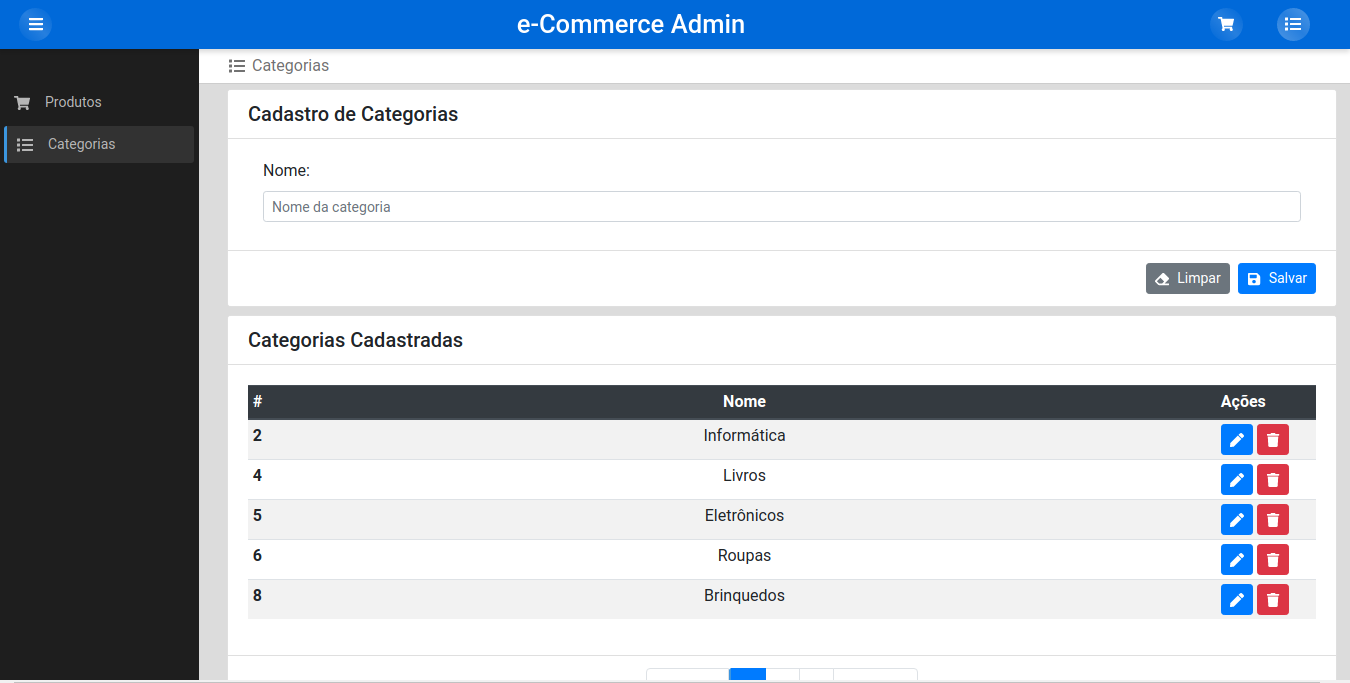 e-Commerce Admin
Categorias
Produtos
Categorias
Cadastro de Categorias
Nome:
Nome da categoria
Limpar Salvar
Categorias Cadastradas
# Nome Ações
2 Informática
4 Livros
5 Eletrônicos
6 Roupas
8 Brinquedos